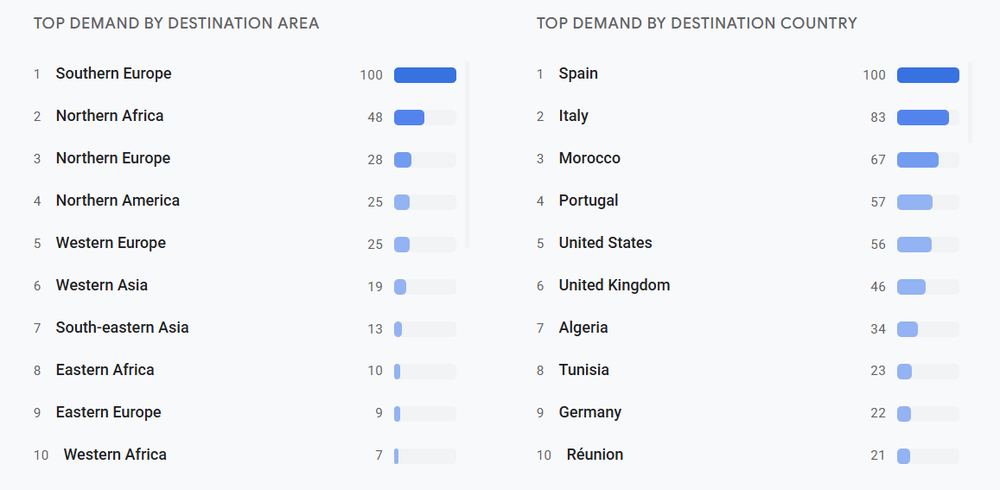 TOP DEMAND BY DESTINATION AREA
1 Southern Europe 100
2 Northern Africa 48
3 Northern Europe 28
4 Northern America 25
5 Western Europe 25
6 Western Asia 19
7 South-eastern Asia 13
8 Eastern Africa 10
9 Eastern Europe 9
10 Western Africa 7
TOP DEMAND BY DESTINATION COUNTRY
1 Spain 100
2 Italy 83
3 Morocco 67
4 Portugal 57
5 United States 56
6 United Kingdom 46
7 Algeria 34
8 Tunisia 23
9 Germany 22
10 Réunion 21